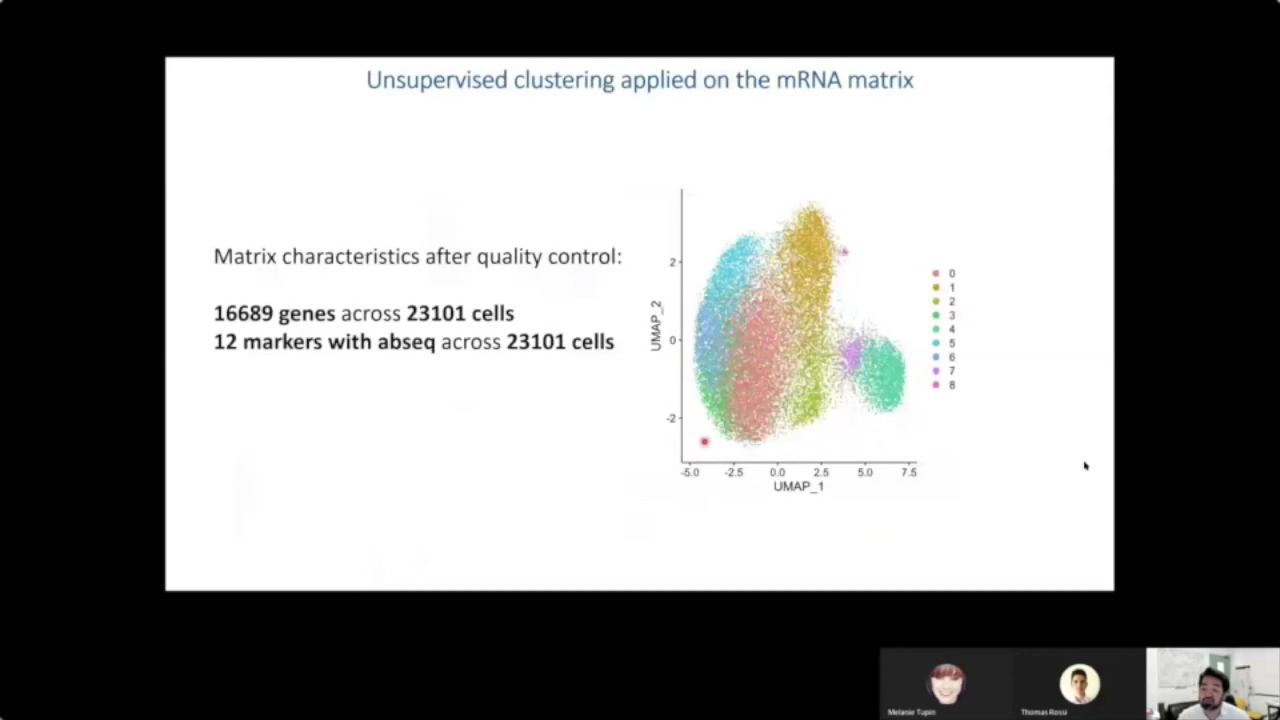 Unsupervised clustering applied on the mRNA matrix
Matrix characteristics after quality control:
16689 genes across 23101 cells
12 markers with abseq across 23101 cells
UMAP_2
2
0
-2
-5.0 -2.5 0.0 2.5 5.0 7.5
UMAP_1
0
1
2
3
4
5
6
7
8
Melanie Tupin
Thomas Rossi